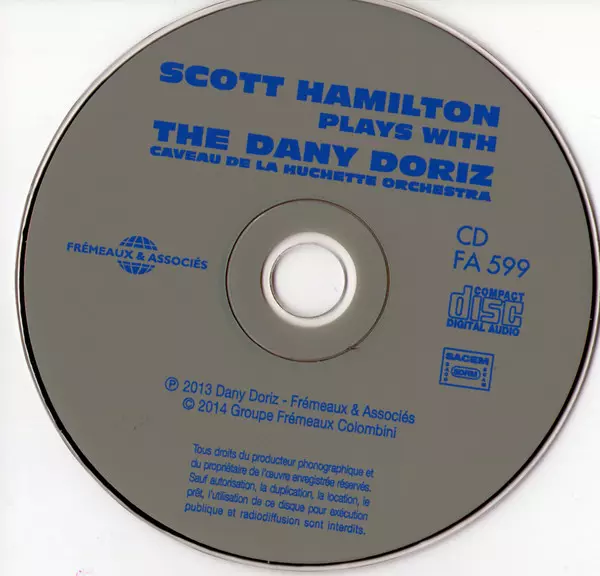 SCOTT HAMILTON
PLAYS WITH
THE DANY DORIZ
CAVEAU DE LA HUCHETTE ORCHESTRA
FRÉMEAUX & ASSOCIÉS
CD
FA 599
COMPACT
disc
DIGITAL AUDIO
SACEM
SDRM
℗ 2013 Dany Doriz - Frémeaux & Associés
© 2014 Groupe Frémeaux Colombini
Tous droits du producteur phonographique et
du propriétaire de l'œuvre enregistrée réservés.
Sauf autorisation, la duplication, la location, le
prêt, l'utilisation de ce disque pour exécution
publique et radiodiffusion sont interdits.